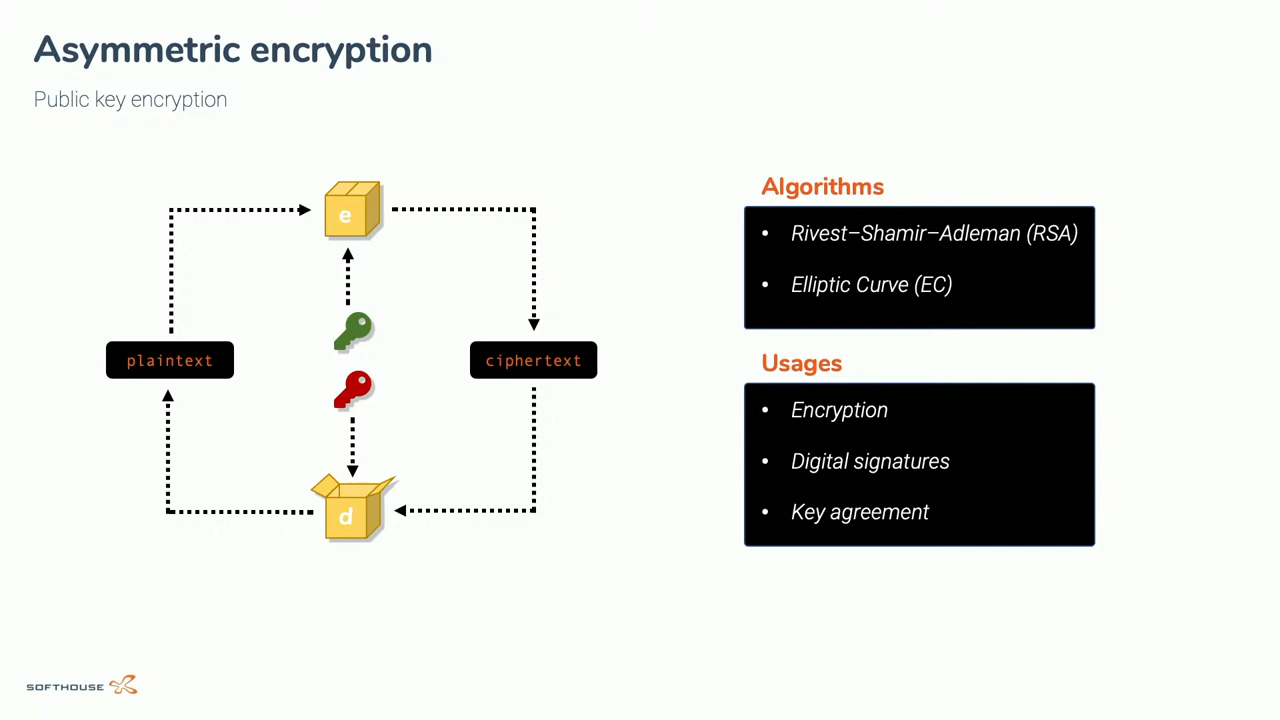 Asymmetric encryption
Public key encryption
e
plaintext
ciphertext
d
Algorithms
• Rivest–Shamir–Adleman (RSA)
• Elliptic Curve (EC)
Usages
• Encryption
• Digital signatures
• Key agreement
SOFTHOUSE